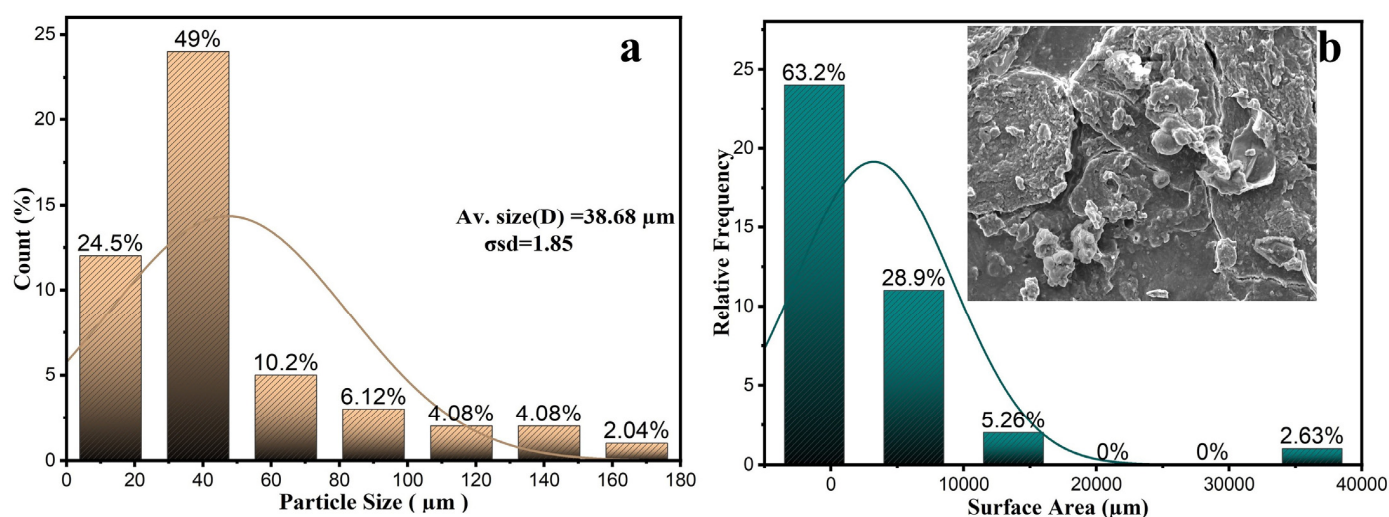 a
25
20
15
10
5
0
Count (%)
24.5%
49%
10.2%
6.12%
4.08%
4.08%
2.04%
Av. size(D) =38.68 µm
σsd=1.85
0 20 40 60 80 100 120 140 160 180
Particle Size ( µm )
b
25
20
15
10
5
0
Relative Frequency
63.2%
28.9%
5.26%
0%
0%
2.63%
0 10000 20000 30000 40000
Surface Area (µm)